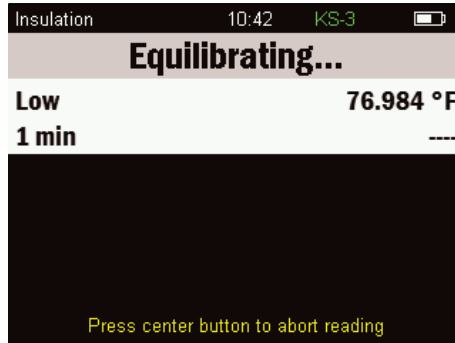 Insulation 10:42 KS-3
Equilibrating...
Low 76.984 °F
1 min ----
Press center button to abort reading